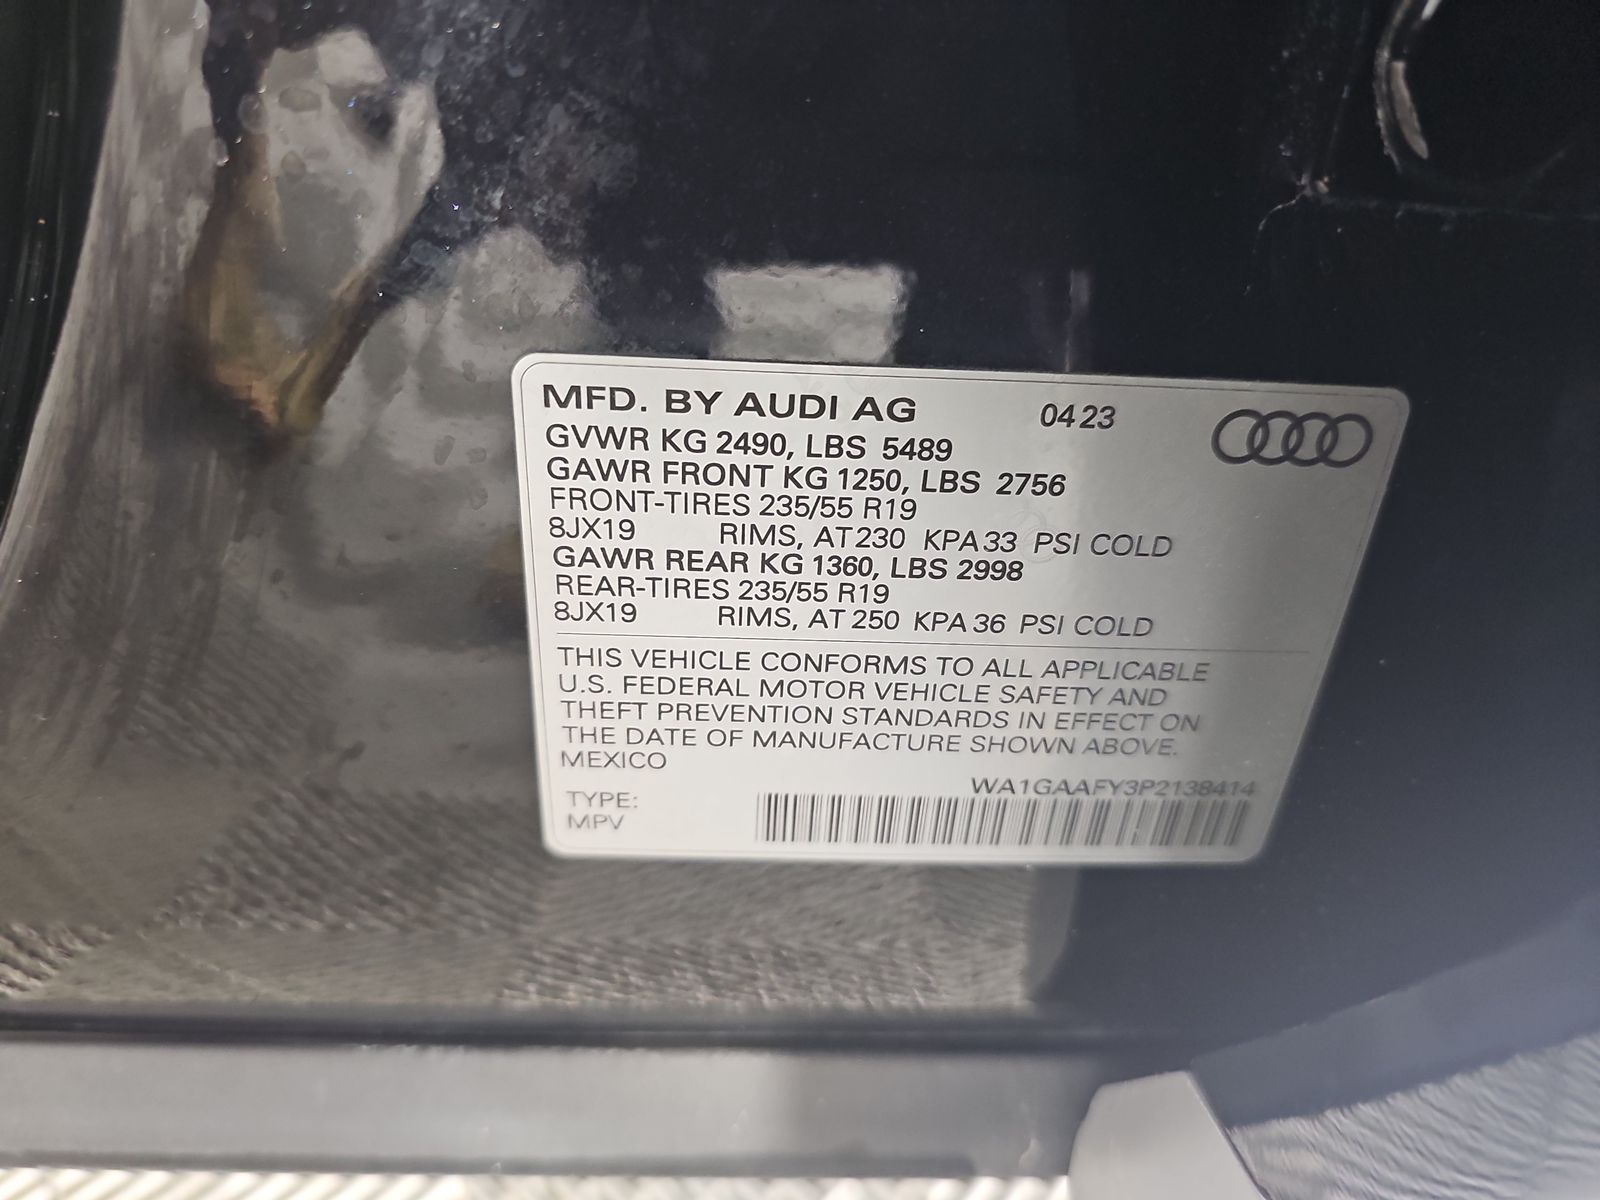 MFD. BY AUDI AG 0423
GVWR KG 2490, LBS 5489
GAWR FRONT KG 1250, LBS 2756
FRONT-TIRES 235/55 R19
8JX19 RIMS, AT 230 KPA 33 PSI COLD
GAWR REAR KG 1360, LBS 2998
REAR-TIRES 235/55 R19
8JX19 RIMS, AT 250 KPA 36 PSI COLD
THIS VEHICLE CONFORMS TO ALL APPLICABLE
U.S. FEDERAL MOTOR VEHICLE SAFETY AND
THEFT PREVENTION STANDARDS IN EFFECT ON
THE DATE OF MANUFACTURE SHOWN ABOVE.
MEXICO
WA1GAAFY3P2138414
TYPE:
MPV